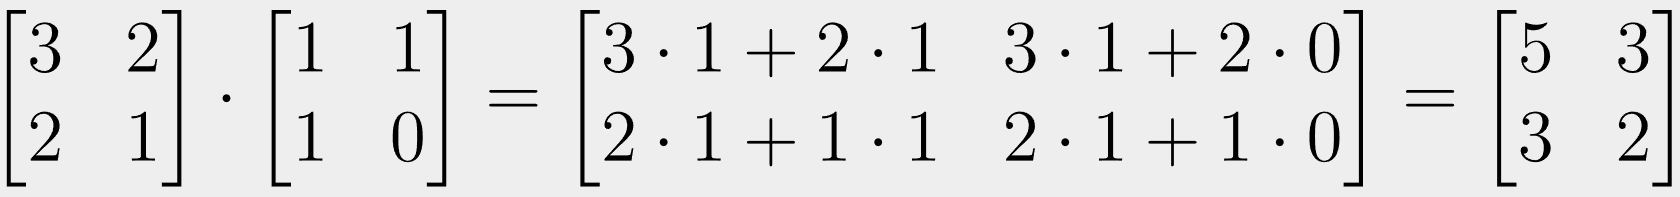 [3 2] · [1 1] = [3 · 1 + 2 · 1 3 · 1 + 2 · 0] = [5 3]
[2 1] [1 0] [2 · 1 + 1 · 1 2 · 1 + 1 · 0] [3 2]